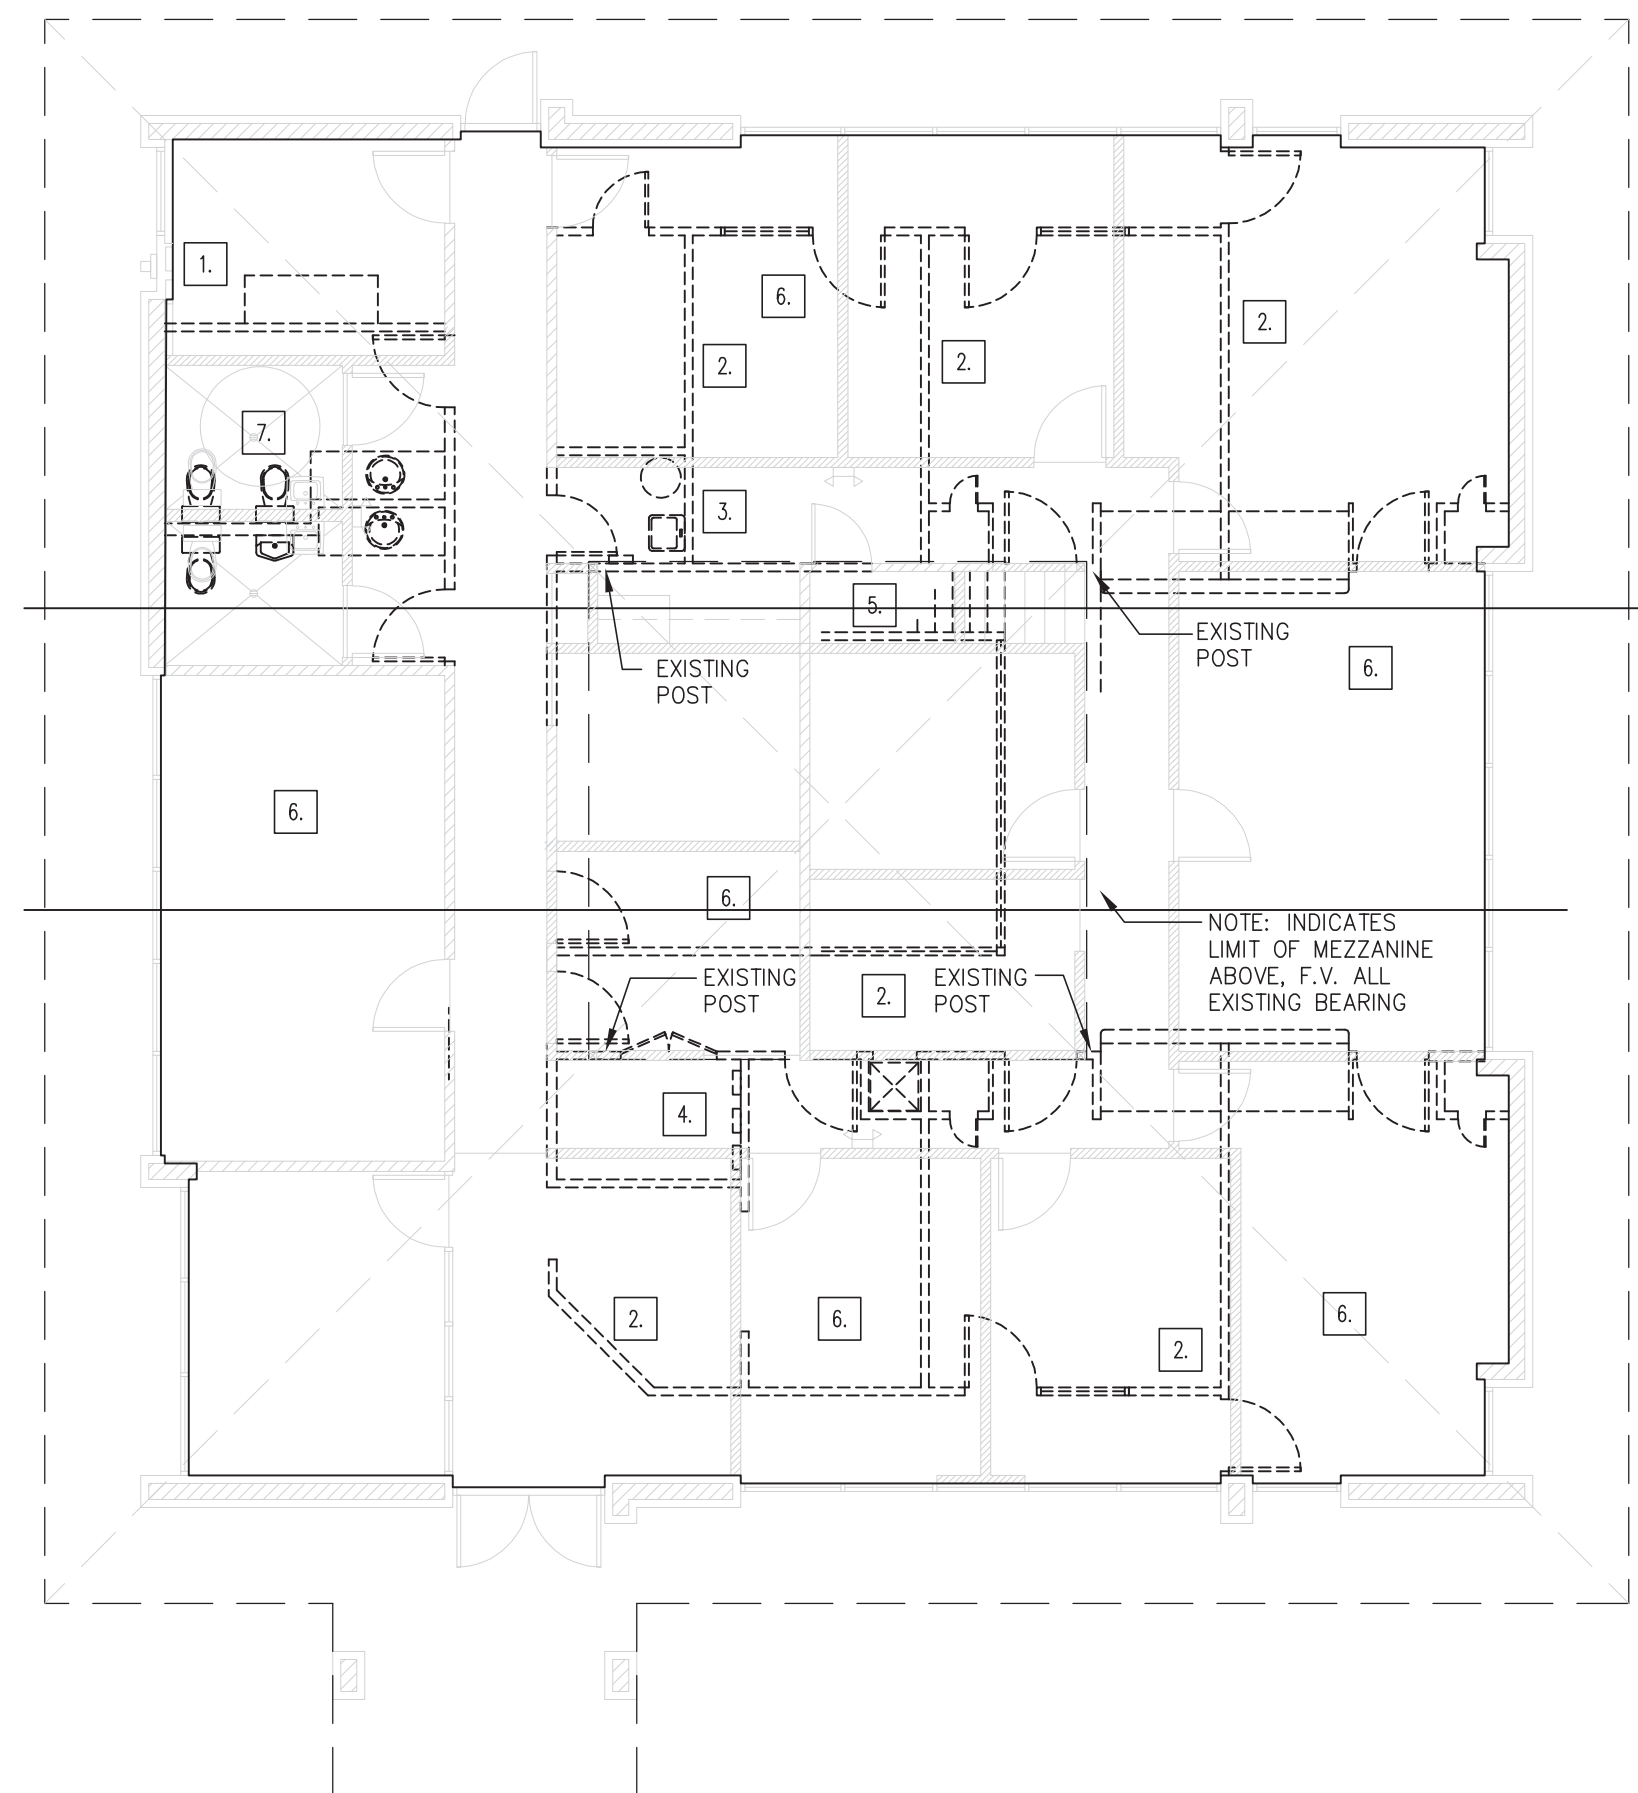 1.
6.
2.
2.
2.
7.
3.
5.
EXISTING
POST
EXISTING
POST
6.
6.
6.
NOTE: INDICATES
LIMIT OF MEZZANINE
ABOVE, F.V. ALL
EXISTING BEARING
EXISTING
POST
2.
EXISTING
POST
4.
2.
6.
2.
6.